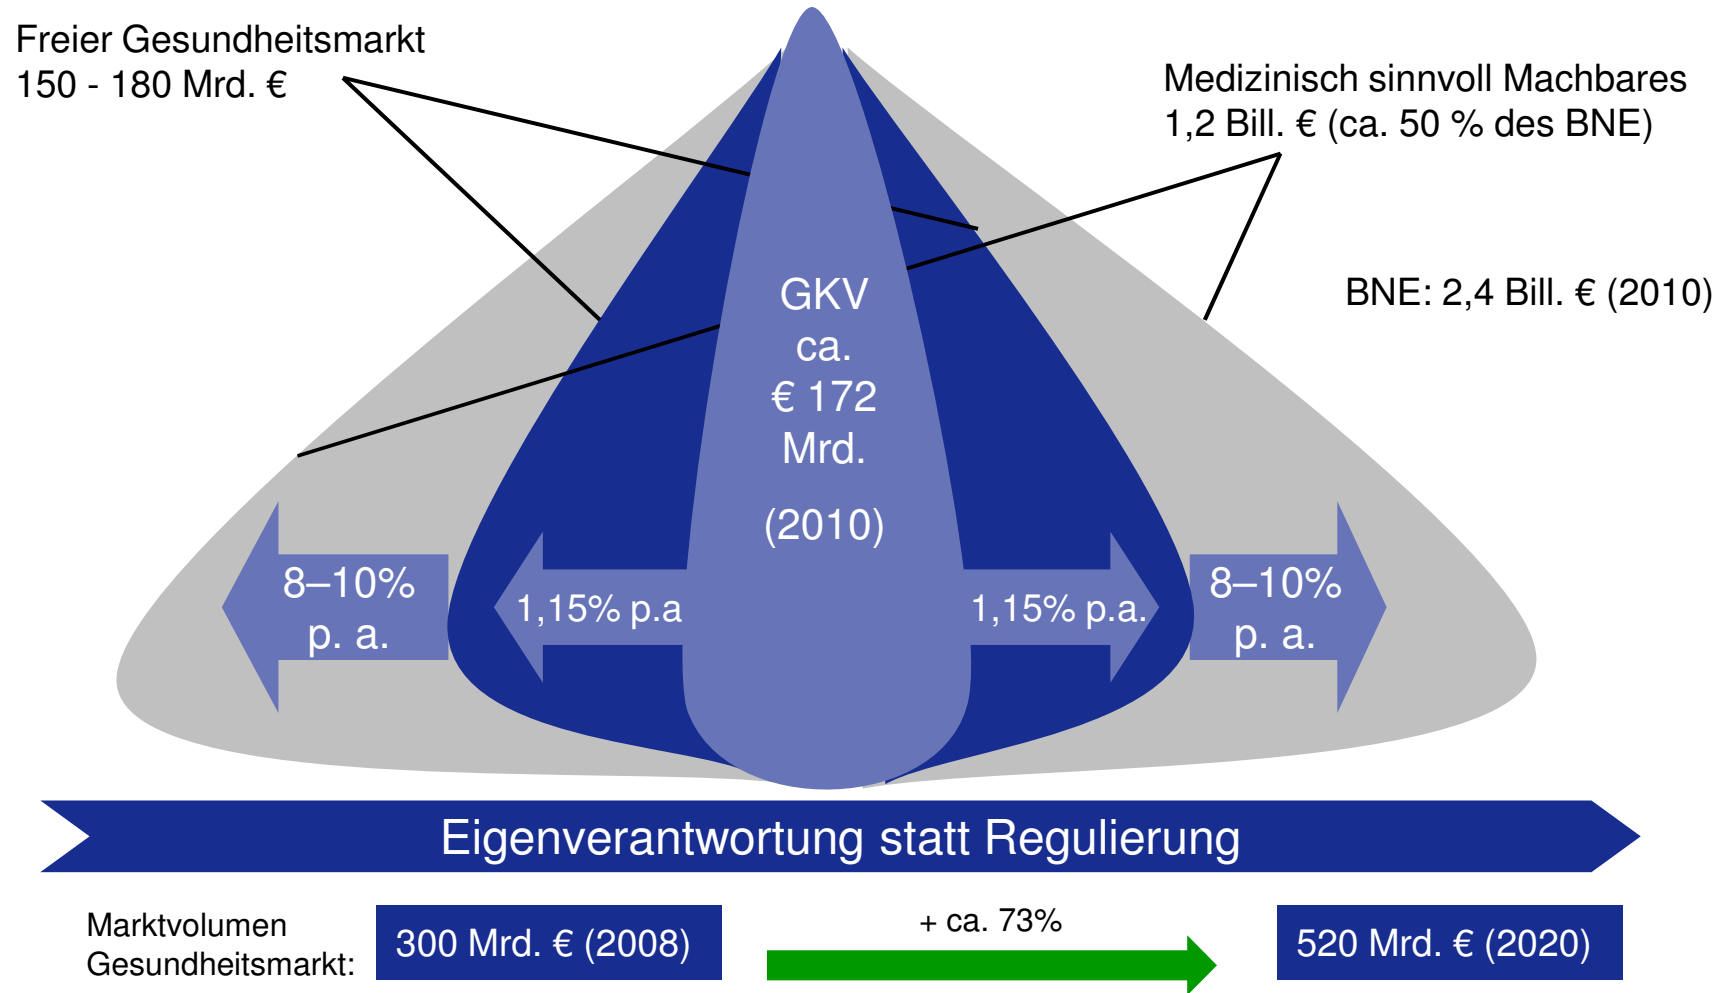 Freier Gesundheitsmarkt
150 - 180 Mrd. €
Medizinisch sinnvoll Machbares
1,2 Bill. € (ca. 50 % des BNE)
BNE: 2,4 Bill. € (2010)
GKV
ca.
€ 172
Mrd.
(2010)
8–10%
p. a.
1,15% p.a
1,15% p.a.
8–10%
p. a.
Eigenverantwortung statt Regulierung
Marktvolumen
Gesundheitsmarkt:
300 Mrd. € (2008)
+ ca. 73%
520 Mrd. € (2020)